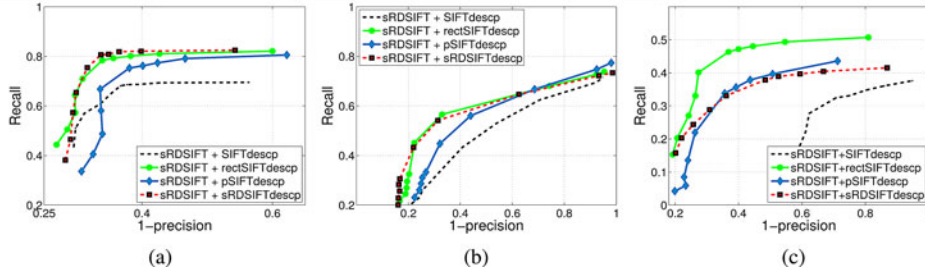 Recall
1
0.8
0.6
0.4
0.2
0.25
0.4
0.6
1-precision
sRDSIFT + SIFTdescp
sRDSIFT + rectSIFTdescp
sRDSIFT + pSIFTdescp
sRDSIFT + sRDSIFTdescp
(a)
Recall
1
0.8
0.6
0.4
0.2
0.2
0.4
0.6
0.8
1
1-precision
sRDSIFT + SIFTdescp
sRDSIFT + rectSIFTdescp
sRDSIFT + pSIFTdescp
sRDSIFT + sRDSIFTdescp
(b)
Recall
0.5
0.4
0.3
0.2
0.1
0
0.2
0.4
0.6
0.8
1-precision
sRDSIFT+SIFTdescp
sRDSIFT+rectSIFTdescp
sRDSIFT+pSIFTdescp
sRDSIFT+sRDSIFTdescp
(c)